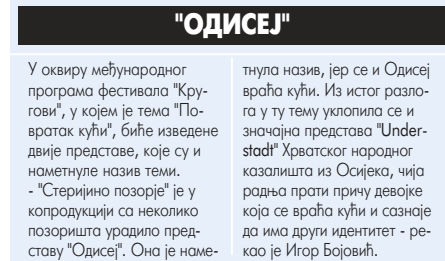 "ОДИСЕЈ"
У оквиру међународног
програма фестивала "Кру-
гови", у којем је тема "По-
вратак кући", биће изведене
двије представе, које су и
наметнуле назив теми.
- "Стеријино позорје" је у
копродукцији са неколико
позоришта урадило пред-
ставу "Одисеј". Она је наме-
тнула назив, јер се и Одисеј
враћа кући. Из истог разло-
га у ту тему уклопила се и
значајна представа "Under-
stadt" Хрватског народног
казалишта из Осијека, чија
радња прати причу девојке
која се враћа кући и сазнаје
да има други идентитет - ре-
као је Игор Бојовић.